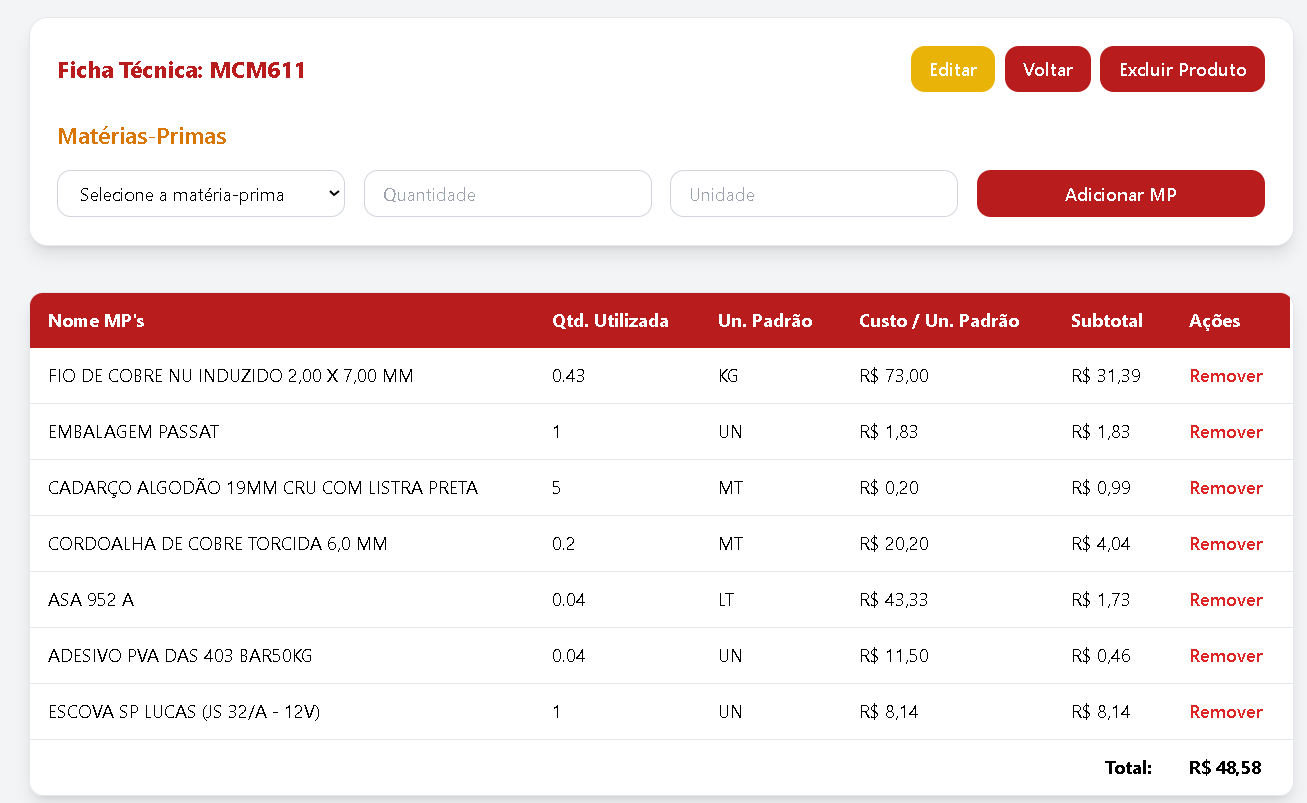 Ficha Técnica: MCM611 Editar Voltar Excluir Produto
Matérias-Primas
Selecione a matéria-prima Quantidade Unidade Adicionar MP
Nome MP's Qtd. Utilizada Un. Padrão Custo / Un. Padrão Subtotal Ações
FIO DE COBRE NU INDUZIDO 2,00 X 7,00 MM 0.43 KG R$ 73,00 R$ 31,39 Remover
EMBALAGEM PASSAT 1 UN R$ 1,83 R$ 1,83 Remover
CADARÇO ALGODÃO 19MM CRU COM LISTRA PRETA 5 MT R$ 0,20 R$ 0,99 Remover
CORDOALHA DE COBRE TORCIDA 6,0 MM 0.2 MT R$ 20,20 R$ 4,04 Remover
ASA 952 A 0.04 LT R$ 43,33 R$ 1,73 Remover
ADESIVO PVA DAS 403 BAR50KG 0.04 UN R$ 11,50 R$ 0,46 Remover
ESCOVA SP LUCAS (JS 32/A - 12V) 1 UN R$ 8,14 R$ 8,14 Remover
Total: R$ 48,58